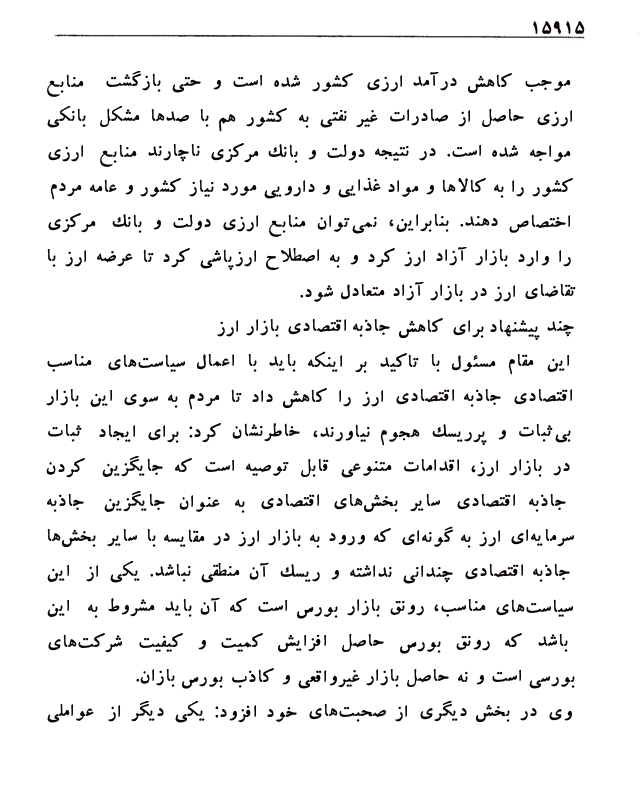 ۱۵۹۱۵
موجب کاهش درآمد ارزی کشور شده است و حتی بازگشت منابع
ارزی حاصل از صادرات غیر نفتی به کشور هم با صدها مشکل بانکی
مواجه شده است. در نتیجه دولت و بانك مرکزی ناچارند منابع ارزی
کشور را به کالاها و مواد غذایی و دارویی مورد نیاز کشور و عامه مردم
اختصاص دهند. بنابراین، نمی‌توان منابع ارزی دولت و بانك مرکزی
را وارد بازار آزاد ارز کرد و به اصطلاح ارزپاشی کرد تا عرضه ارز با
تقاضای ارز در بازار آزاد متعادل شود.
چند پیشنهاد برای کاهش جاذبه اقتصادی بازار ارز
این مقام مسئول با تاکید بر اینکه باید با اعمال سیاست‌های مناسب
اقتصادی جاذبه اقتصادی ارز را کاهش داد تا مردم به سوی این بازار
بی‌ثبات و پرریسك هجوم نیاورند، خاطرنشان کرد: برای ایجاد ثبات
در بازار ارز، اقدامات متنوعی قابل توصیه است که جایگزین کردن
جاذبه اقتصادی سایر بخش‌های اقتصادی به عنوان جایگزین جاذبه
سرمایه‌ای ارز به گونه‌ای که ورود به بازار ارز در مقایسه با سایر بخش‌ها
جاذبه اقتصادی چندانی نداشته و ریسك آن منطقی نباشد. یکی از این
سیاست‌های مناسب، رونق بازار بورس است که آن باید مشروط به این
باشد که رونق بورس حاصل افزایش کمیت و کیفیت شرکت‌های
بورسی است و نه حاصل بازار غیرواقعی و کاذب بورس بازان.
وی در بخش دیگری از صحبت‌های خود افزود: یکی دیگر از عواملی